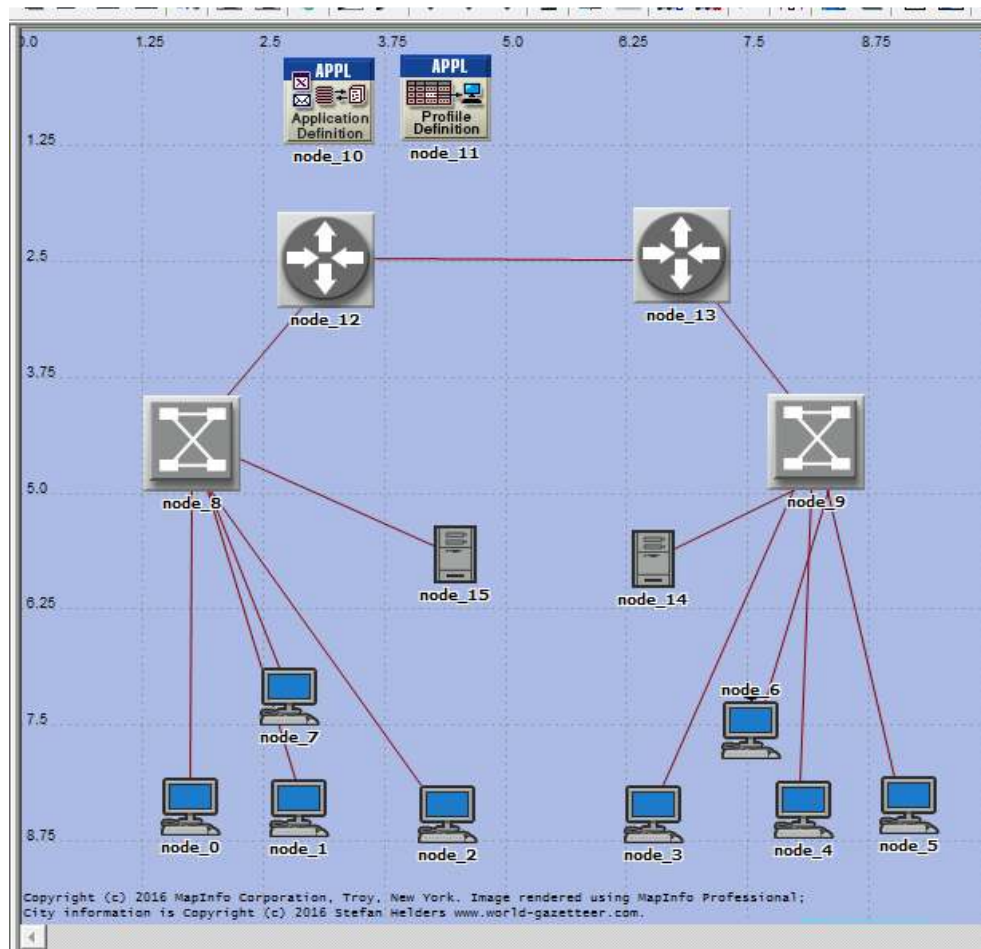 0.0 1.25 2.5 3.75 5.0 6.25 7.5 8.75
APPL APPL
Application Definition
Profiile Definition
1.25
node_10 node_11
2.5
node_12 node_13
3.75
5.0
node_8 node_9
node_15 node_14
6.25
node_6
7.5
node_7
8.75
node_0 node_1 node_2 node_3 node_4 node_5
Copyright (c) 2016 MapInfo Corporation, Troy, New York. Image rendered using MapInfo Professional;
City information is Copyright (c) 2016 Stefan Helders www.world-gazetteer.com.